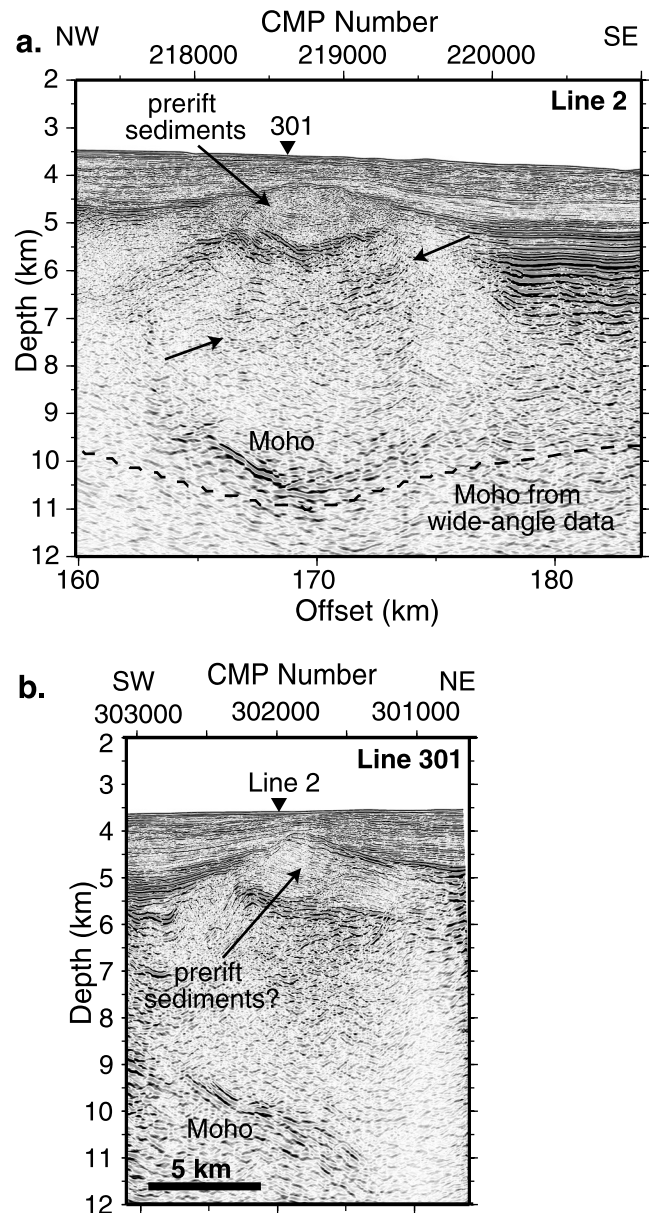 a.
NW
CMP Number
SE
218000 219000 220000
Line 2
prerift
sediments
301
2
3
4
5
6
7
8
9
10
11
12
Depth (km)
Moho
Moho from
wide-angle data
160 170 180
Offset (km)
b.
SW
CMP Number
NE
303000 302000 301000
Line 301
Line 2
2
3
4
5
6
7
8
9
10
11
12
Depth (km)
prerift
sediments?
Moho
5 km